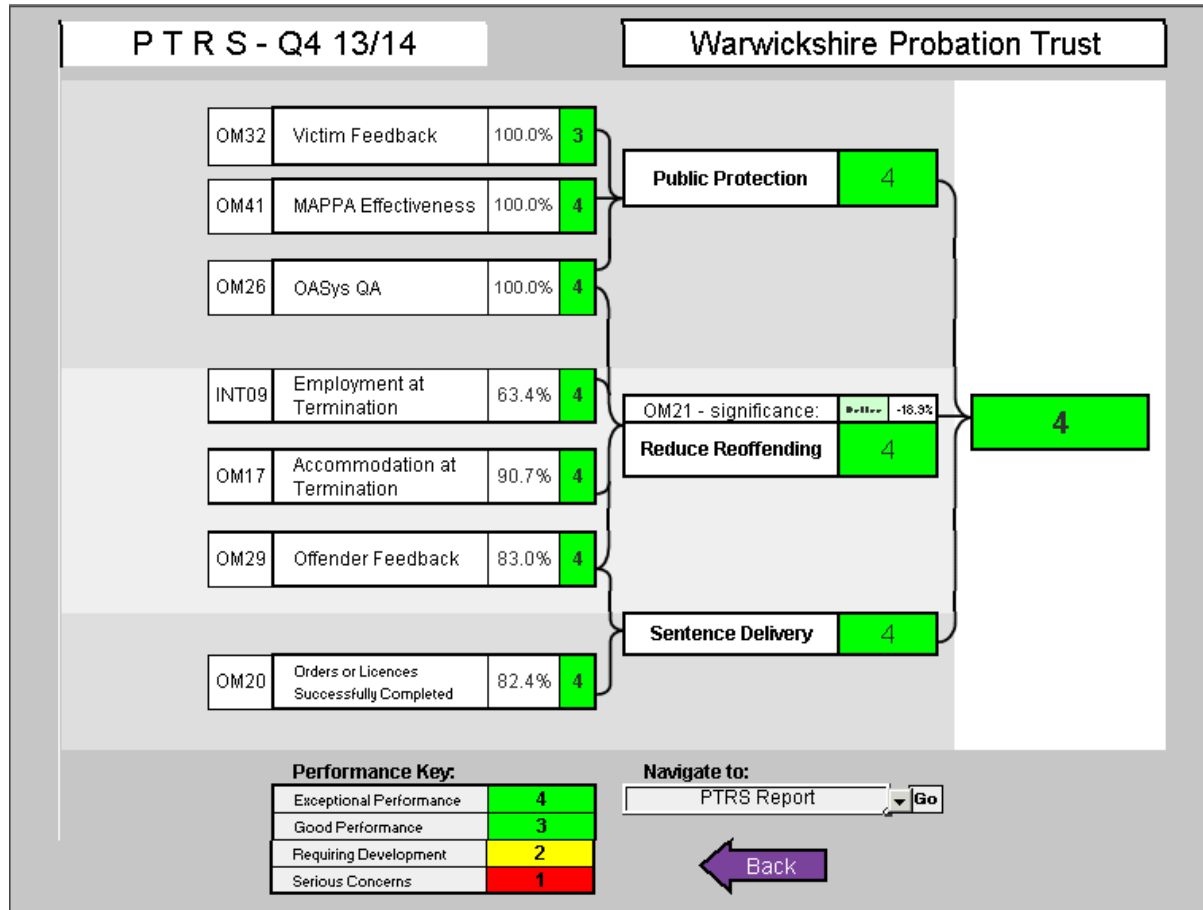 P T R S - Q4 13/14
Warwickshire Probation Trust
OM32 Victim Feedback 100.0% 3
OM41 MAPPA Effectiveness 100.0% 4
OM26 OASys QA 100.0% 4
Public Protection 4
INT09 Employment at
Termination 63.4% 4
OM17 Accommodation at
Termination 90.7% 4
OM29 Offender Feedback 83.0% 4
OM21 - significance: Better -18.9%
Reduce Reoffending 4
4
OM20 Orders or Licences
Successfully Completed 82.4% 4
Sentence Delivery 4
Performance Key:
Exceptional Performance 4
Good Performance 3
Requiring Development 2
Serious Concerns 1
Navigate to:
PTRS Report Go
Back